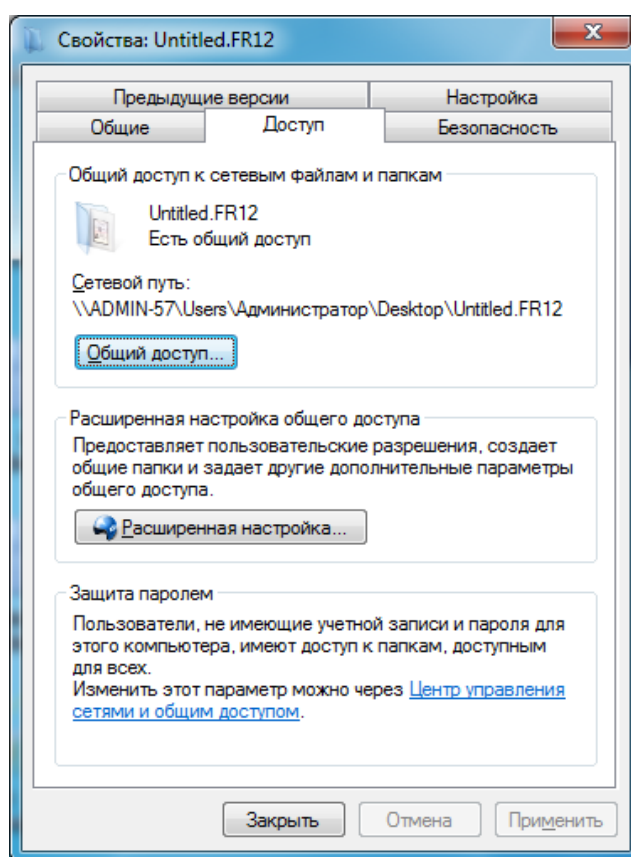 Свойства: Untitled.FR12
Предыдущие версии
Настройка
Общие
Доступ
Безопасность
Общий доступ к сетевым файлам и папкам
Untitled.FR12
Есть общий доступ
Сетевой путь:
\\ADMIN-57\Users\Администратор\Desktop\Untitled.FR12
Общий доступ...
Расширенная настройка общего доступа
Предоставляет пользовательские разрешения, создает
общие папки и задает другие дополнительные параметры
общего доступа.
Расширенная настройка...
Защита паролем
Пользователи, не имеющие учетной записи и пароля для
этого компьютера, имеют доступ к папкам, доступным
для всех.
Изменить этот параметр можно через Центр управления
сетями и общим доступом.
Закрыть
Отмена
Применить